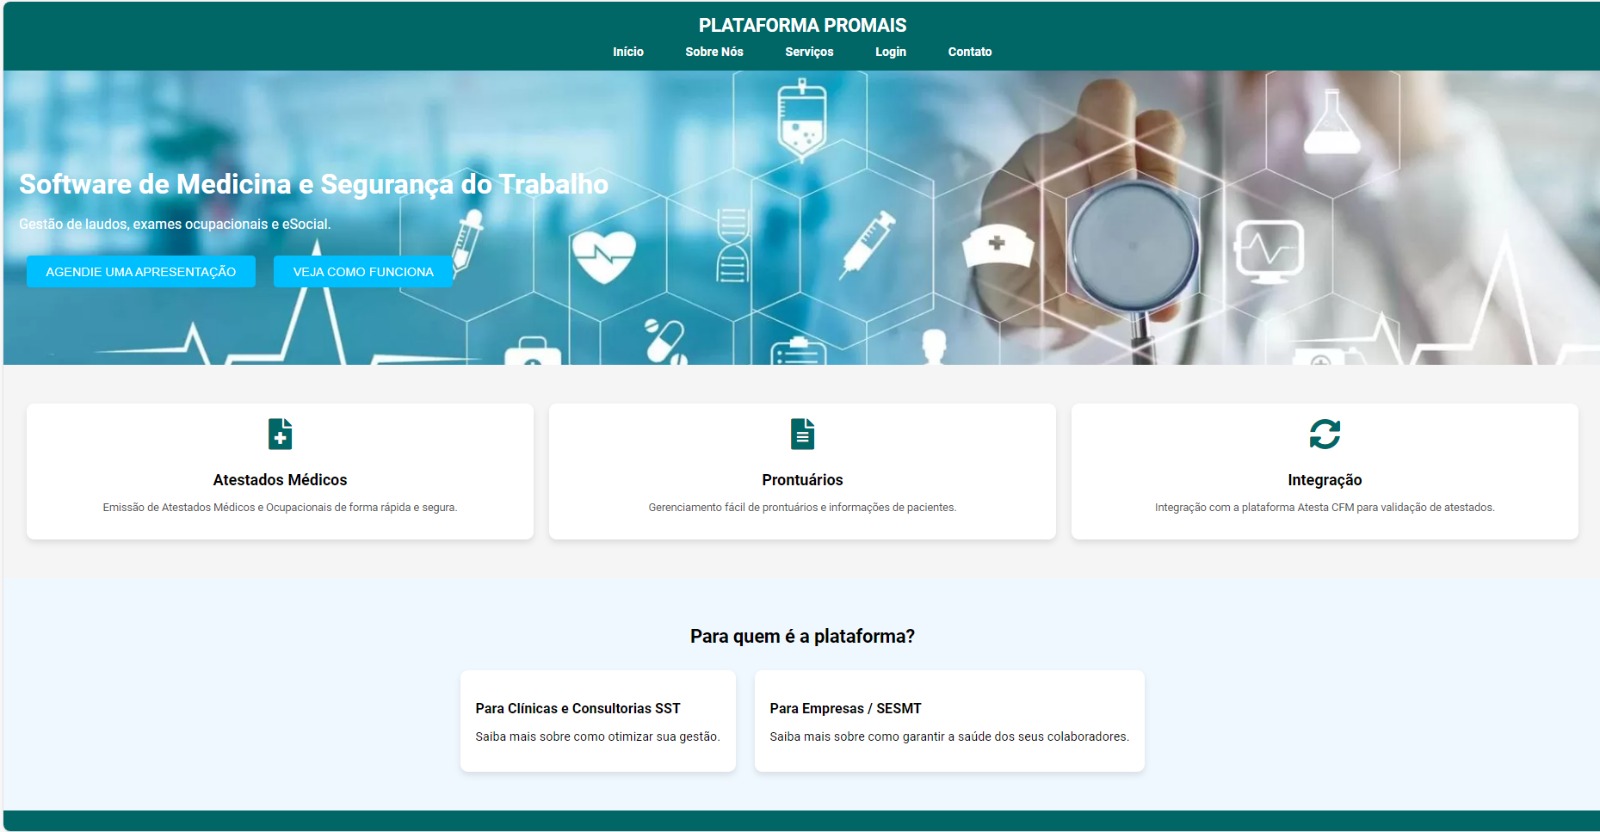 PLATAFORMA PROMAIS
Início Sobre Nós Serviços Login Contato
Software de Medicina e Segurança do Trabalho
Gestão de laudos, exames ocupacionais e eSocial.
AGENDIE UMA APRESENTAÇÃO VEJA COMO FUNCIONA
Atestados Médicos
Emissão de Atestados Médicos e Ocupacionais de forma rápida e segura.
Prontuários
Gerenciamento fácil de prontuários e informações de pacientes.
Integração
Integração com a plataforma Atesta CFM para validação de atestados.
Para quem é a plataforma?
Para Clínicas e Consultorias SST
Saiba mais sobre como otimizar sua gestão.
Para Empresas / SESMT
Saiba mais sobre como garantir a saúde dos seus colaboradores.